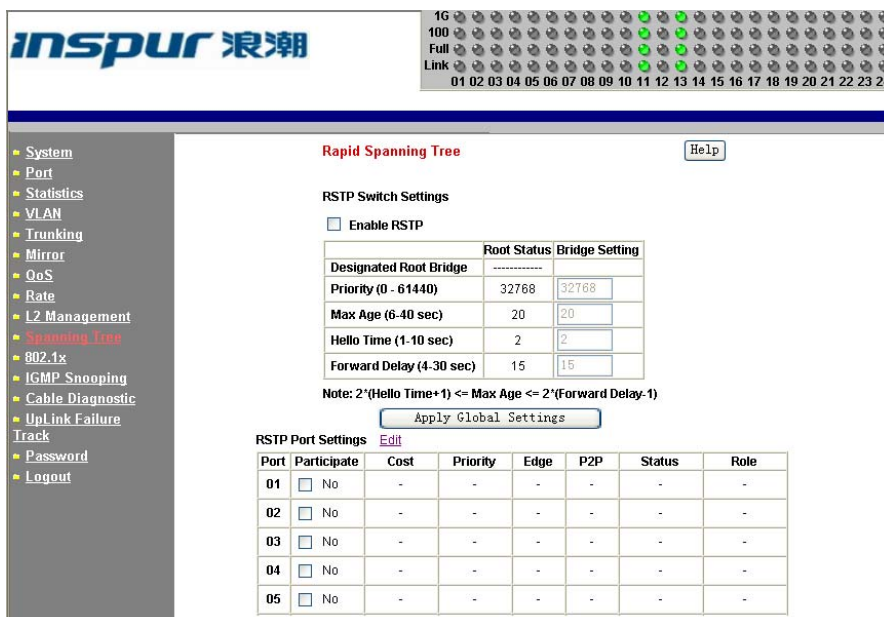 inspur 浪潮
1G
100
Full
Link
01 02 03 04 05 06 07 08 09 10 11 12 13 14 15 16 17 18 19 20 21 22 23
System
Port
Statistics
VLAN
Trunking
Mirror
QoS
Rate
L2 Management
Spanning Tree
802.1x
IGMP Snooping
Cable Diagnostic
UpLink Failure
Track
Password
Logout
Rapid Spanning Tree Help
RSTP Switch Settings
Enable RSTP
Root Status Bridge Setting
Designated Root Bridge ------------
Priority (0 - 61440) 32768 32768
Max Age (6-40 sec) 20 20
Hello Time (1-10 sec) 2 2
Forward Delay (4-30 sec) 15 15
Note: 2*(Hello Time+1) <= Max Age <= 2*(Forward Delay-1)
Apply Global Settings
RSTP Port Settings Edit
Port Participate Cost Priority Edge P2P Status Role
01 No - - - - - -
02 No - - - - - -
03 No - - - - - -
04 No - - - - - -
05 No - - - - - -